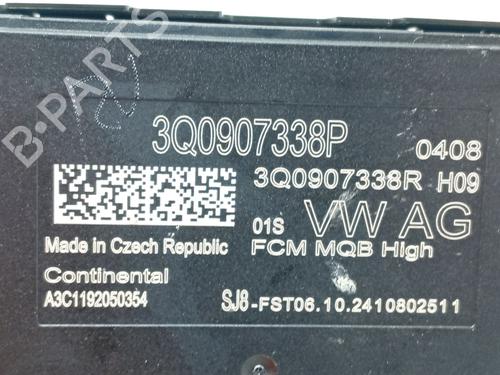 B-PARTS
3Q0907338P 0408
3Q0907338R H09
01S VW AG
Made in Czech Republic FCM MQB High
Continental
A3C1192050354 SJ8-FST06.10.2410802511